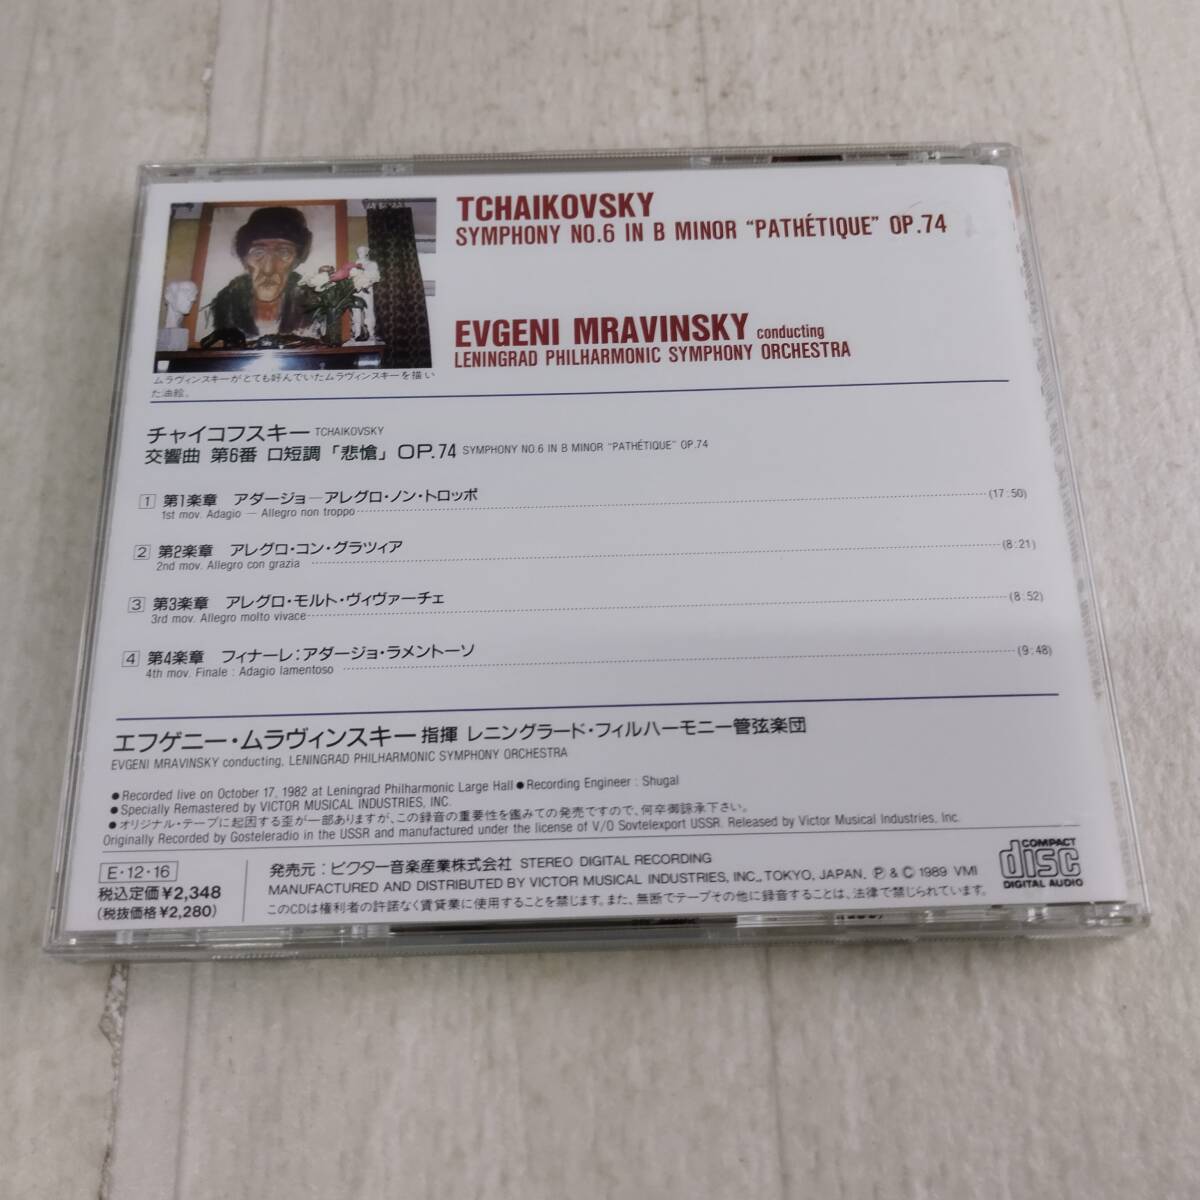 TCHAIKOVSKY
SYMPHONY NO.6 IN B MINOR “PATHÉTIQUE” OP.74
EVGENI MRAVINSKY conducting
LENINGRAD PHILHARMONIC SYMPHONY ORCHESTRA
ムラヴィンスキーがとても好んでいたムラヴィンスキーを描い
た油絵。
チャイコフスキー TCHAIKOVSKY
交響曲 第6番 ロ短調「悲愴」OP.74 SYMPHONY NO.6 IN B MINOR “PATHÉTIQUE” OP.74
1 第1楽章 アダージョ―アレグロ・ノン・トロッポ (17:50)
1st mov. Adagio — Allegro non troppo
2 第2楽章 アレグロ・コン・グラツィア (8:21)
2nd mov. Allegro con grazia
3 第3楽章 アレグロ・モルト・ヴィヴァーチェ (8:52)
3rd mov. Allegro molto vivace
4 第4楽章 フィナーレ：アダージョ・ラメントーソ (9:48)
4th mov. Finale : Adagio lamentoso
エフゲニー・ムラヴィンスキー 指揮 レニングラード・フィルハーモニー管弦楽団
EVGENI MRAVINSKY conducting, LENINGRAD PHILHARMONIC SYMPHONY ORCHESTRA
●Recorded live on October 17, 1982 at Leningrad Philharmonic Large Hall ●Recording Engineer : Shugal
●Specially Remastered by VICTOR MUSICAL INDUSTRIES, INC.
●オリジナル・テープに起因する歪が一部ありますが、この録音の重要性を鑑みての発売ですので、何卒御諒承下さい。
Originally Recorded by Gosteleradio in the USSR and manufactured under the license of V/O Sovtelexport USSR. Released by Victor Musical Industries, Inc.
E・12・16
税込定価¥2,348
(税抜価格¥2,280)
発売元：ビクター音楽産業株式会社 STEREO DIGITAL RECORDING
MANUFACTURED AND DISTRIBUTED BY VICTOR MUSICAL INDUSTRIES, INC., TOKYO, JAPAN, Ⓟ & © 1989 VMI
このCDは権利者の許諾なく賃貸業に使用することを禁じます。また、無断でテープその他に録音することは、法律で禁じられています。
COMPACT
disc
DIGITAL AUDIO